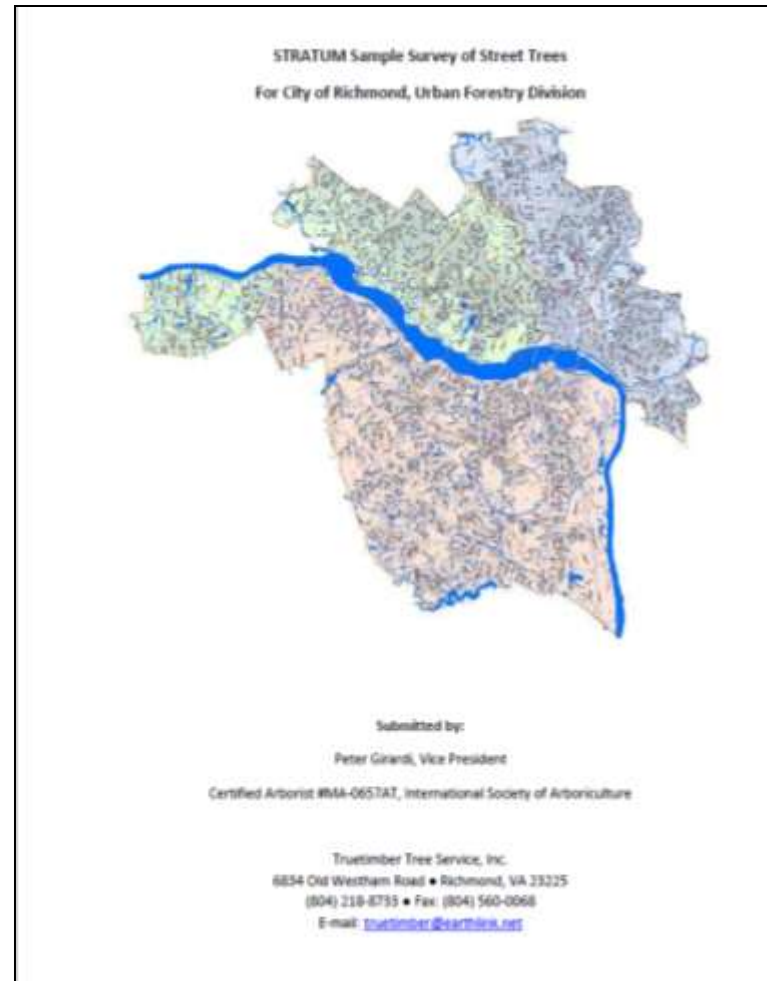 STRATUM Sample Survey of Street Trees
For City of Richmond, Urban Forestry Division
Submitted by:
Peter Girardi, Vice President
Certified Arborist #MA-0657AT, International Society of Arboriculture
Truetimber Tree Service, Inc.
6834 Old Westham Road ● Richmond, VA 23225
(804) 218-8733 ● Fax: (804) 560-0068
E-mail: truetimber@earthlink.net